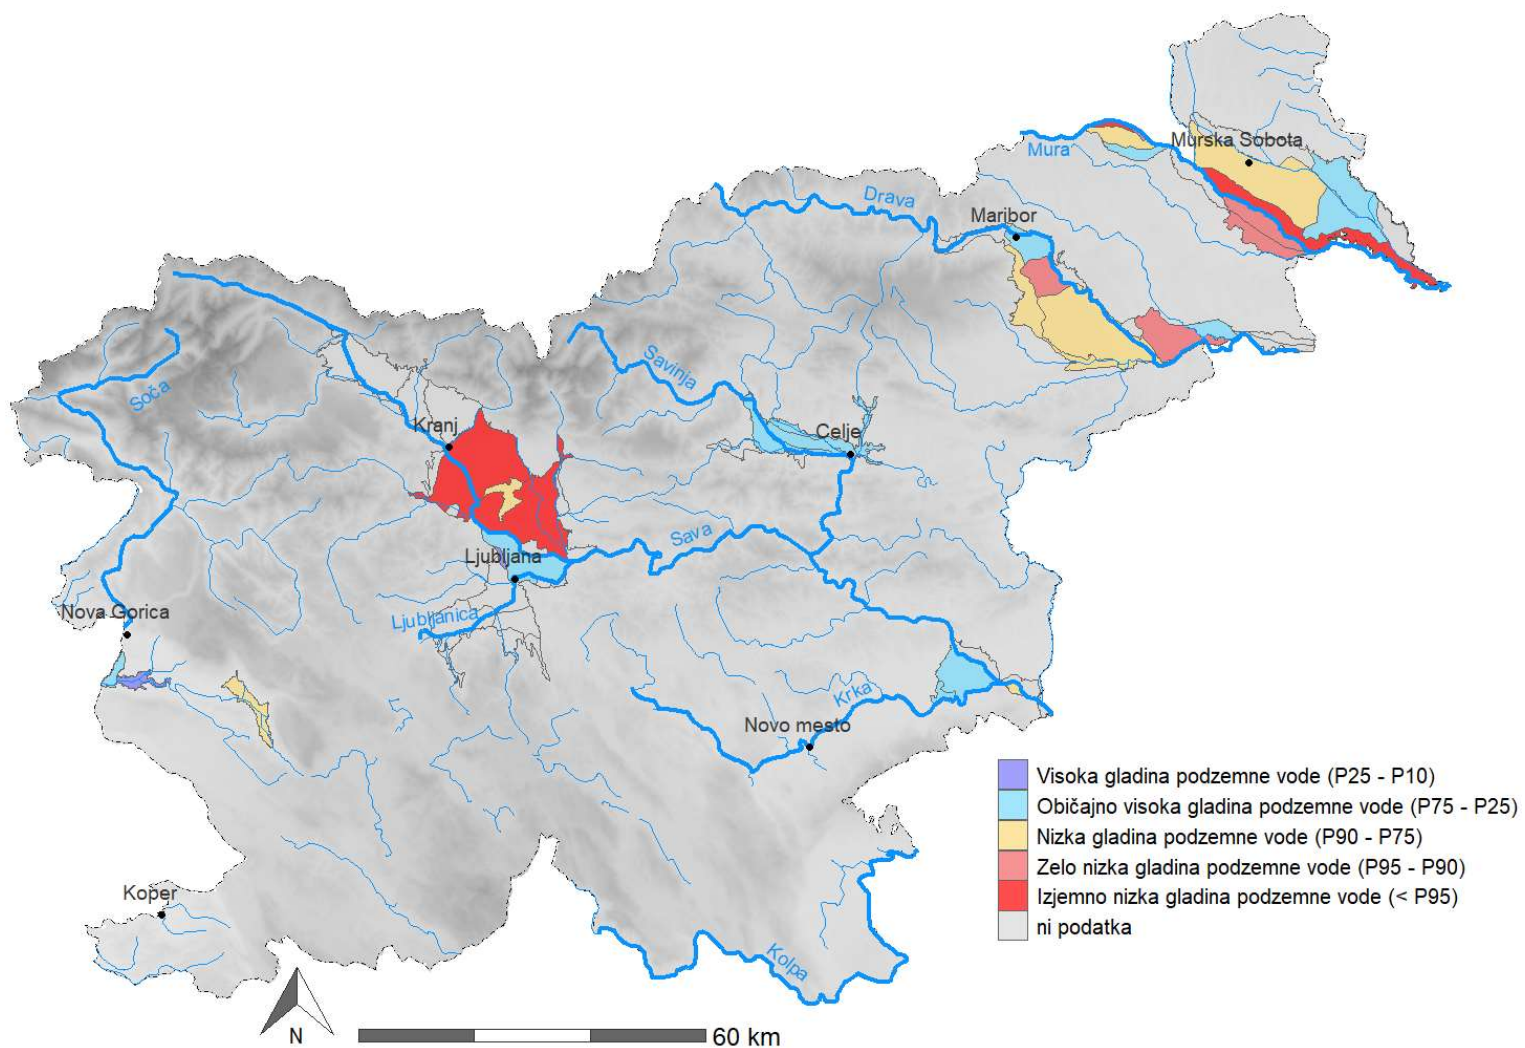 Mura
Murska Sobota
Drava
Maribor
Soča
Savinja
Kranj
Celje
Sava
Ljubljana
Nova Gorica
Ljubljanica
Krka
Novo mesto
Visoka gladina podzemne vode (P25 - P10)
Običajno visoka gladina podzemne vode (P75 - P25)
Nizka gladina podzemne vode (P90 - P75)
Zelo nizka gladina podzemne vode (P95 - P90)
Izjemno nizka gladina podzemne vode (< P95)
ni podatka
Koper
Kolpa
N
60 km